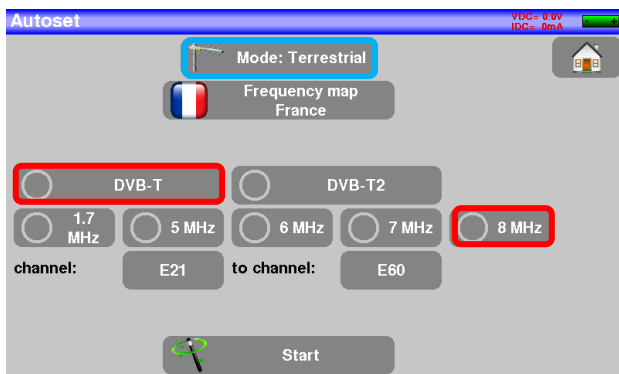 Autoset
VDC= 0.0V
IDC= 0mA
- +
Mode: Terrestrial
Frequency map
France
DVB-T
DVB-T2
1.7
MHz
5 MHz
6 MHz
7 MHz
8 MHz
channel:
E21
to channel:
E60
Start